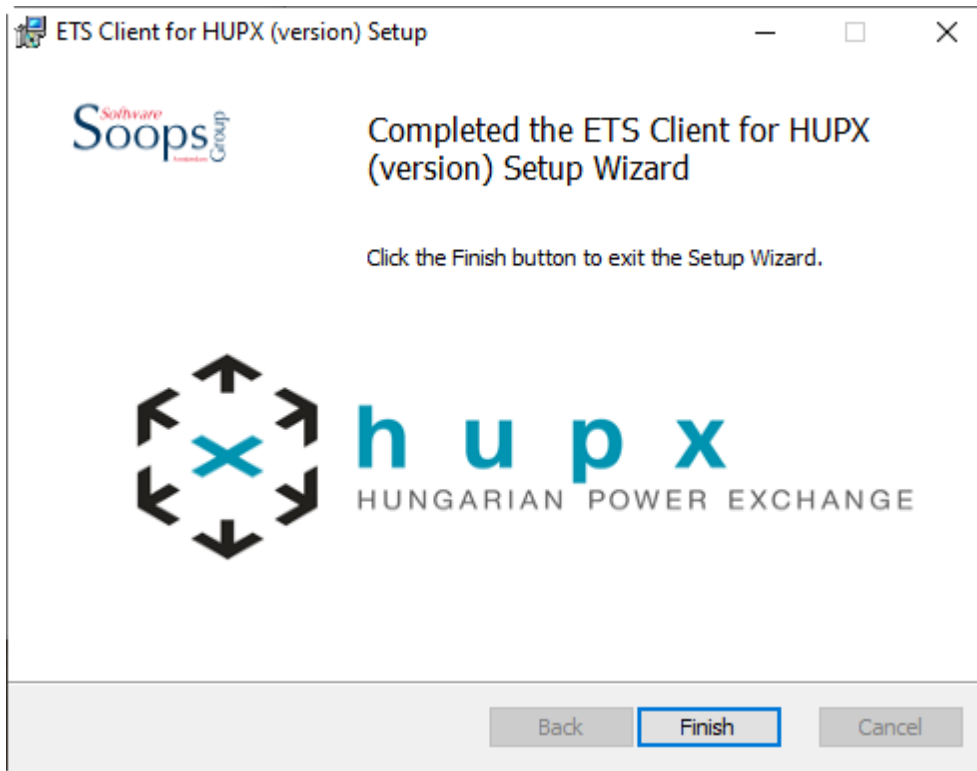 ETS Client for HUPX (version) Setup
Software
Soops
Group
Amsterdam
Completed the ETS Client for HUPX
(version) Setup Wizard
Click the Finish button to exit the Setup Wizard.
hupx
HUNGARIAN POWER EXCHANGE
Back
Finish
Cancel